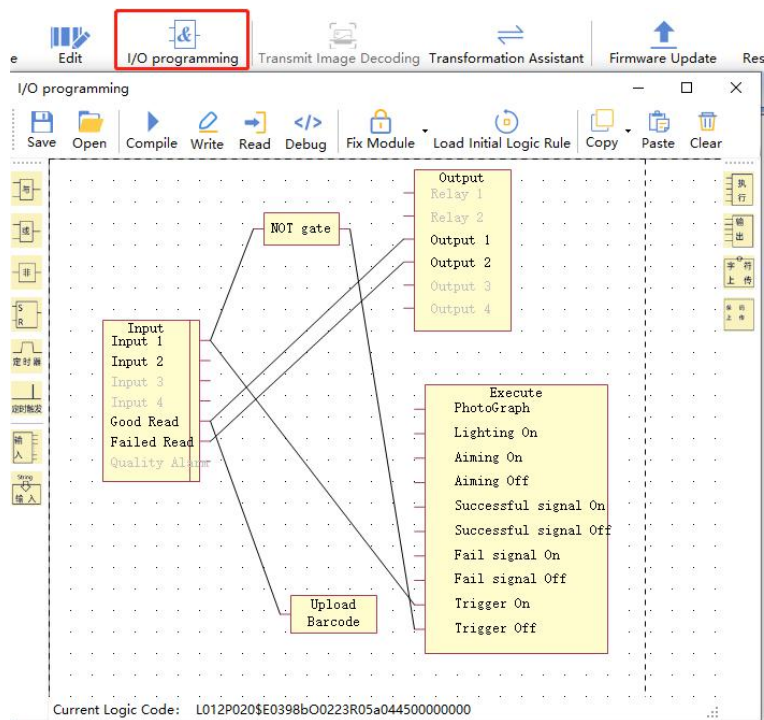 e Edit I/O programming Transmit Image Decoding Transformation Assistant Firmware Update Res
I/O programming
Save Open Compile Write Read Debug Fix Module Load Initial Logic Rule Copy Paste Clear
与
或
非
S
R
定时器
定时触发
输
入
String
输入
Input
Input 1
Input 2
Input 3
Input 4
Good Read
Failed Read
Quality Alarm
NOT gate
Upload
Barcode
Output
Relay 1
Relay 2
Output 1
Output 2
Output 3
Output 4
Execute
PhotoGraph
Lighting On
Aiming On
Aiming Off
Successful signal On
Successful signal Off
Fail signal On
Fail signal Off
Trigger On
Trigger Off
执
行
输
出
字符
上传
Current Logic Code: L012P020$E0398bO0223R05a044500000000